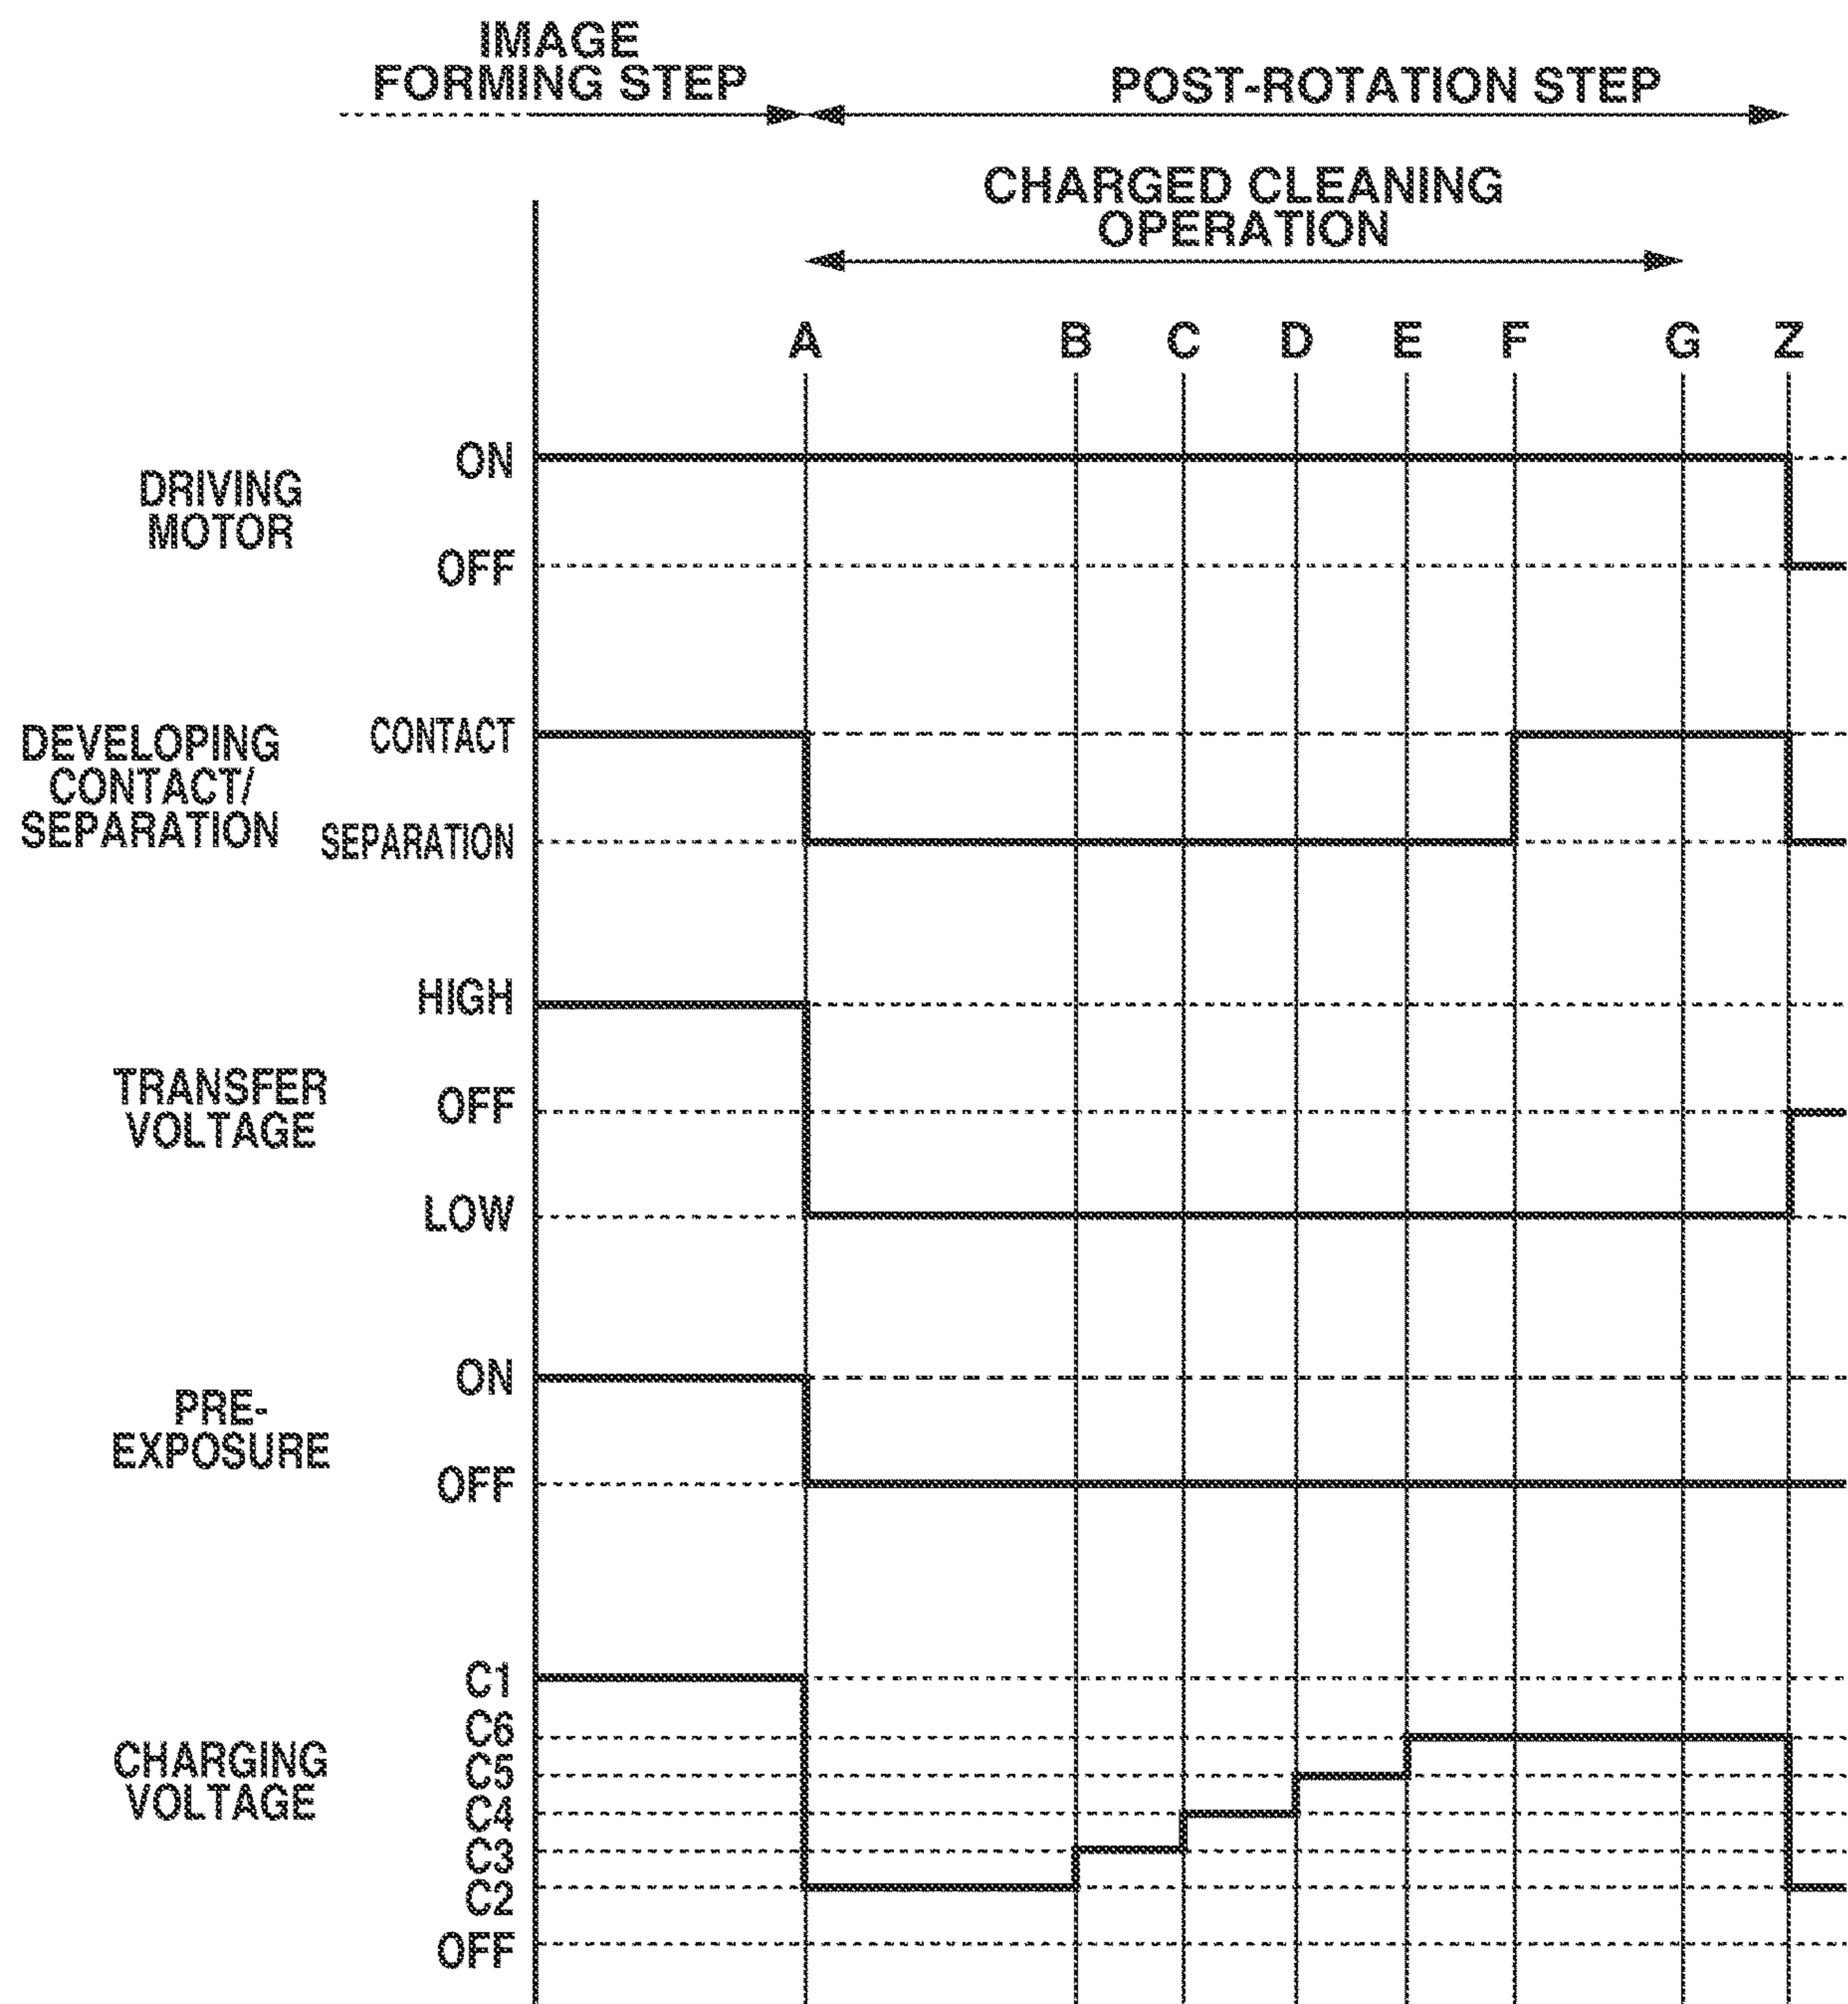 IMAGE
FORMING STEP
POST-ROTATION STEP
CHARGED CLEANING
OPERATION
A B C D E F G Z
DRIVING
MOTOR
ON
OFF
DEVELOPING
CONTACT/
SEPARATION
CONTACT
SEPARATION
TRANSFER
VOLTAGE
HIGH
OFF
LOW
PRE-
EXPOSURE
ON
OFF
CHARGING
VOLTAGE
C1
C6
C5
C4
C3
C2
OFF